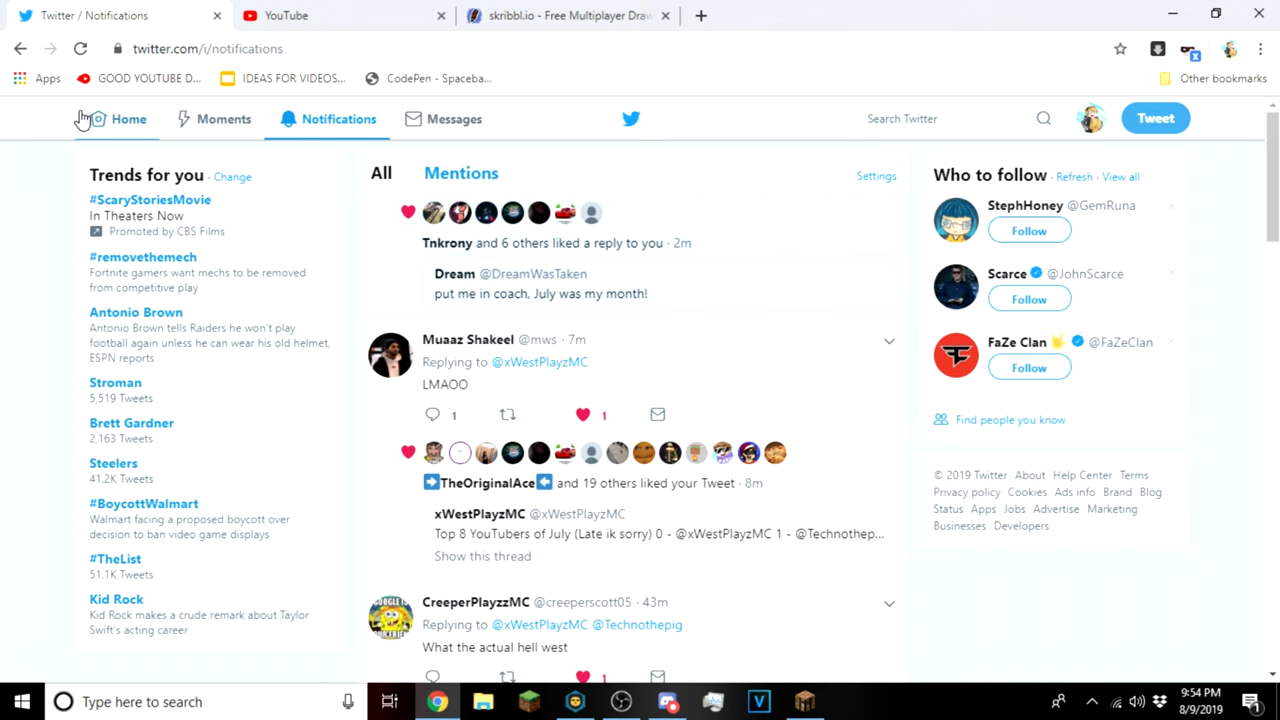 Twitter / Notifications
YouTube
skribbl.io - Free Multiplayer Draw
twitter.com/i/notifications
Apps
GOOD YOUTUBE D...
IDEAS FOR VIDEOS...
CodePen - Spaceba...
Other bookmarks
Home
Moments
Notifications
Messages
Search Twitter
Tweet
Trends for you · Change
#ScaryStoriesMovie
In Theaters Now
Promoted by CBS Films
#removethemech
Fortnite gamers want mechs to be removed
from competitive play
Antonio Brown
Antonio Brown tells Raiders he won't play
football again unless he can wear his old helmet,
ESPN reports
Stroman
5,519 Tweets
Brett Gardner
2,163 Tweets
Steelers
41.2K Tweets
#BoycottWalmart
Walmart facing a proposed boycott over
decision to ban video game displays
#TheList
51.1K Tweets
Kid Rock
Kid Rock makes a crude remark about Taylor
Swift's acting career
All
Mentions
Settings
Tnkrony and 6 others liked a reply to you · 2m
Dream @DreamWasTaken
put me in coach, July was my month!
Muaaz Shakeel @mws · 7m
Replying to @xWestPlayzMC
LMAOO
1
1
TheOriginalAce and 19 others liked your Tweet · 8m
xWestPlayzMC @xWestPlayzMC
Top 8 YouTubers of July (Late ik sorry) 0 - @xWestPlayzMC 1 - @Technothep...
Show this thread
CreeperPlayzzMC @creeperscott05 · 43m
Replying to @xWestPlayzMC @Technothepig
What the actual hell west
1
Who to follow · Refresh · View all
StephHoney @GemRuna
Follow
Scarce @JohnScarce
Follow
FaZe Clan @FaZeClan
Follow
Find people you know
© 2019 Twitter About Help Center Terms
Privacy policy Cookies Ads info Brand Blog
Status Apps Jobs Advertise Marketing
Businesses Developers
Type here to search
9:54 PM
8/9/2019
1